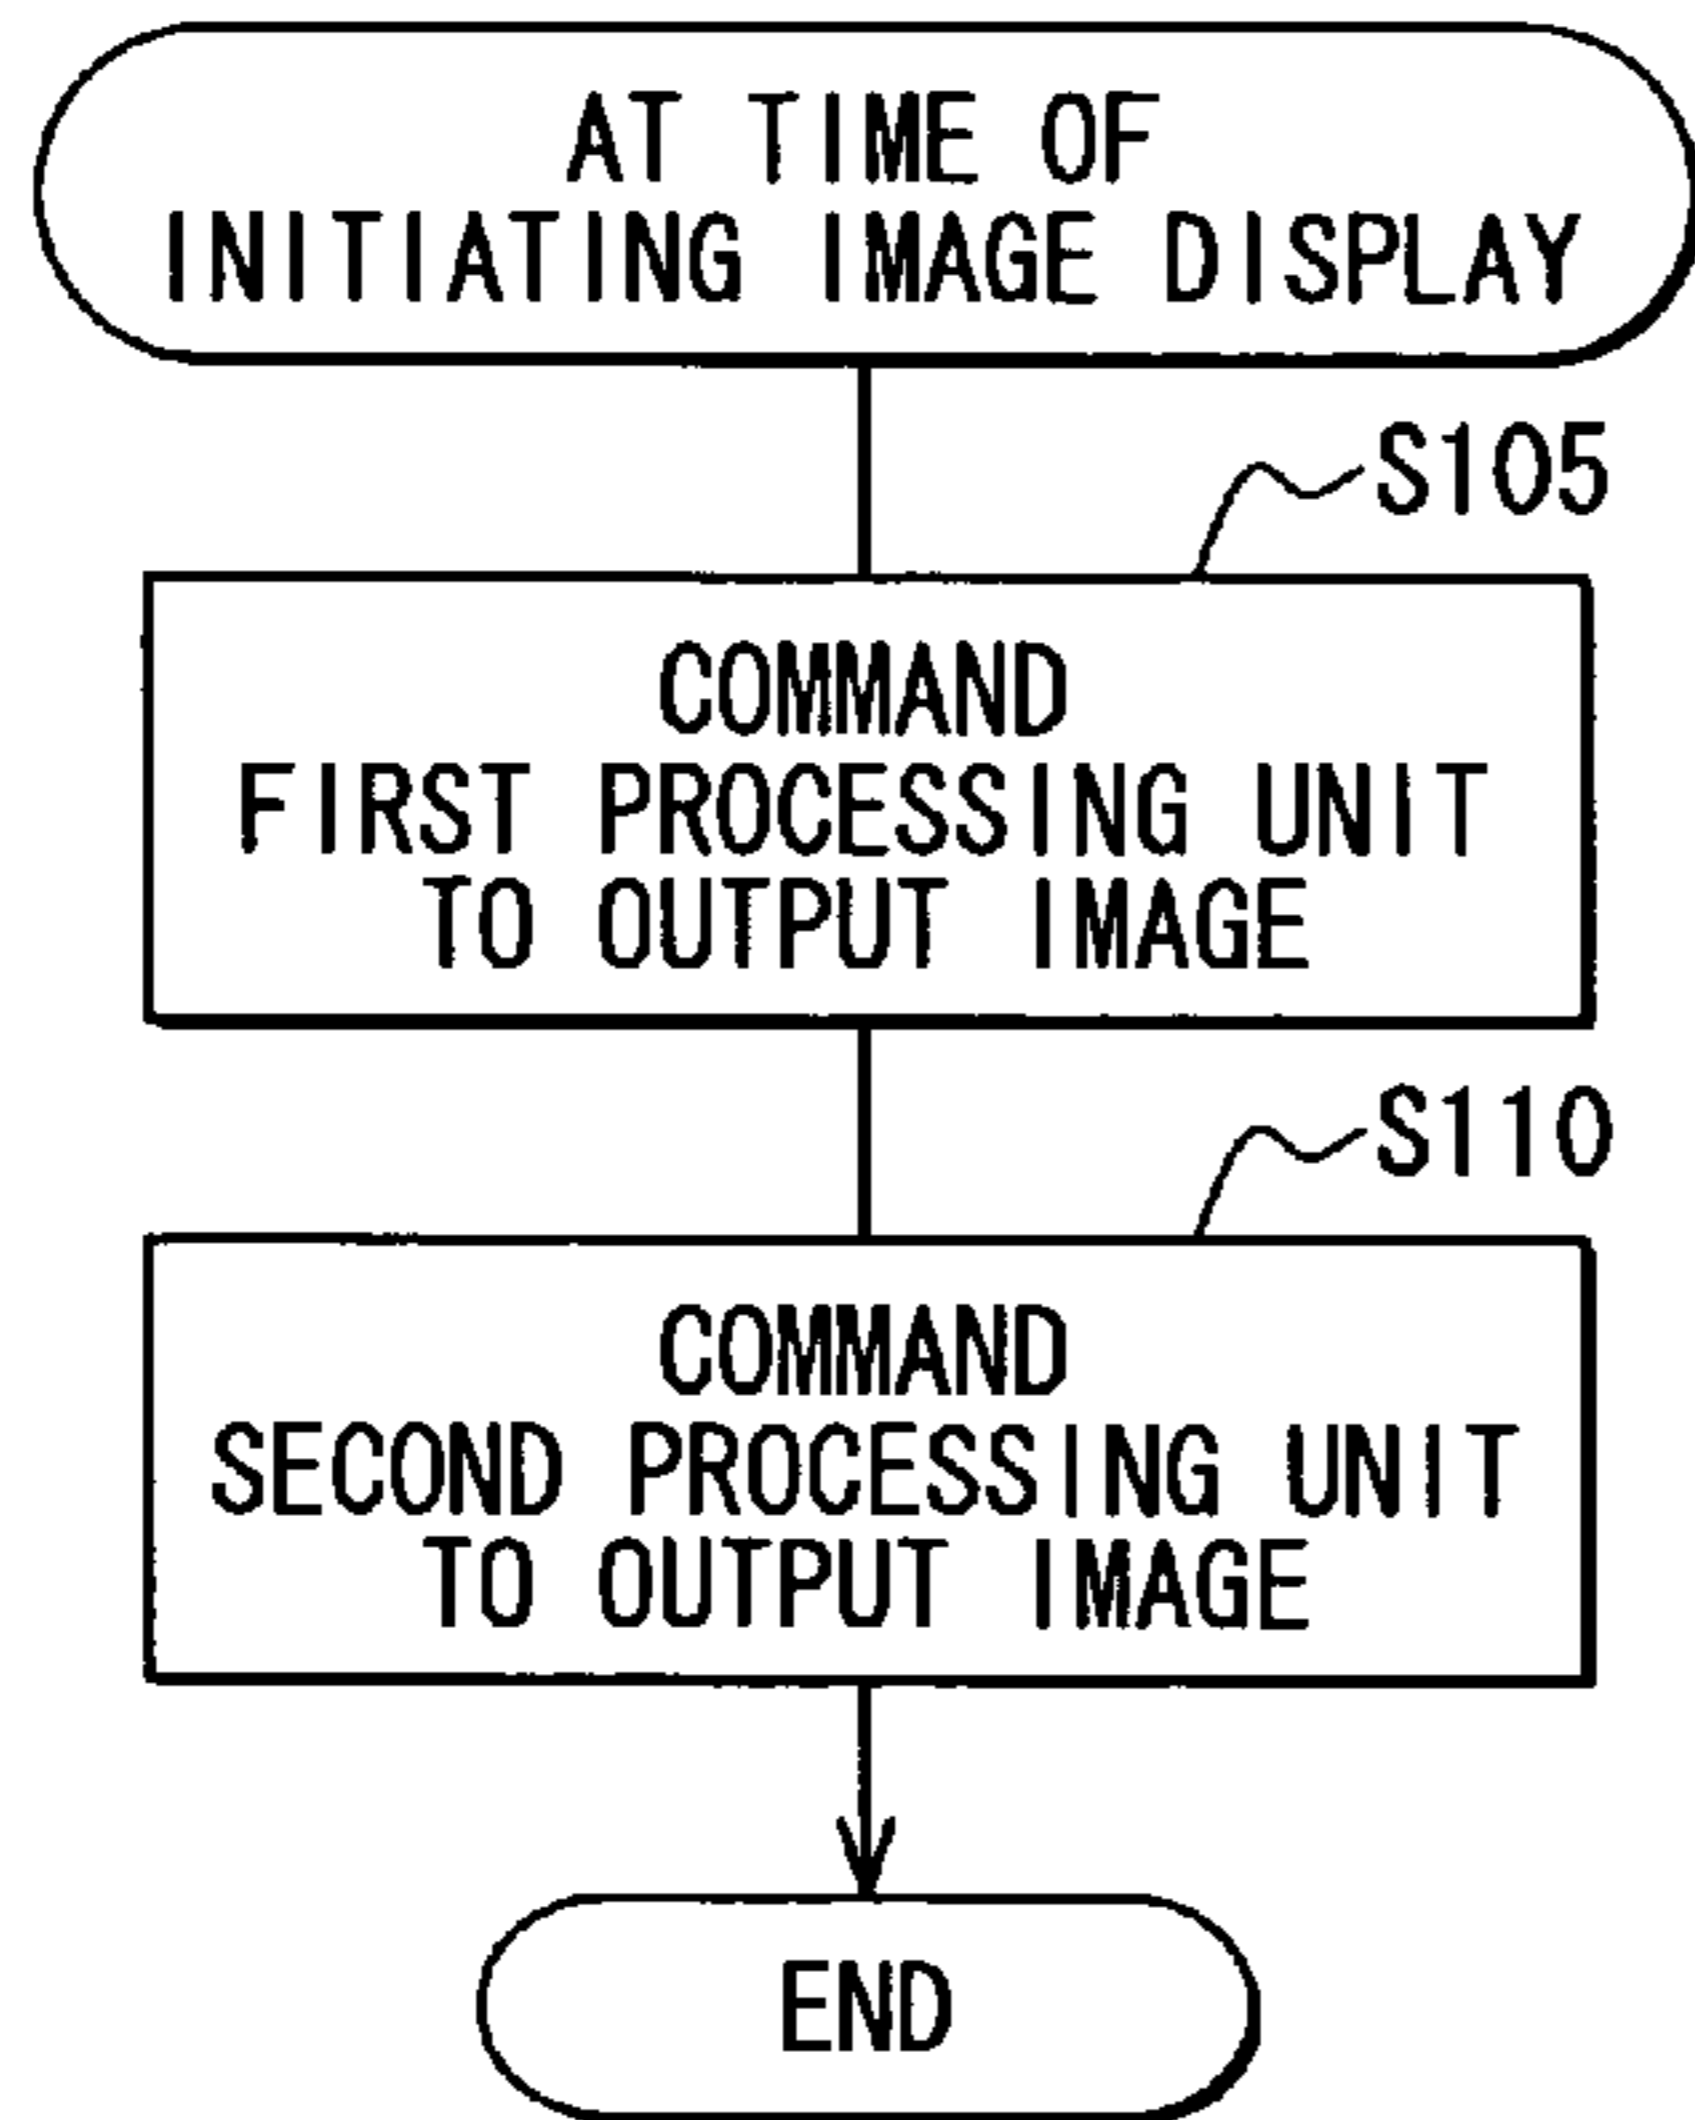 AT TIME OF
INITIATING IMAGE DISPLAY
S105
COMMAND
FIRST PROCESSING UNIT
TO OUTPUT IMAGE
S110
COMMAND
SECOND PROCESSING UNIT
TO OUTPUT IMAGE
END